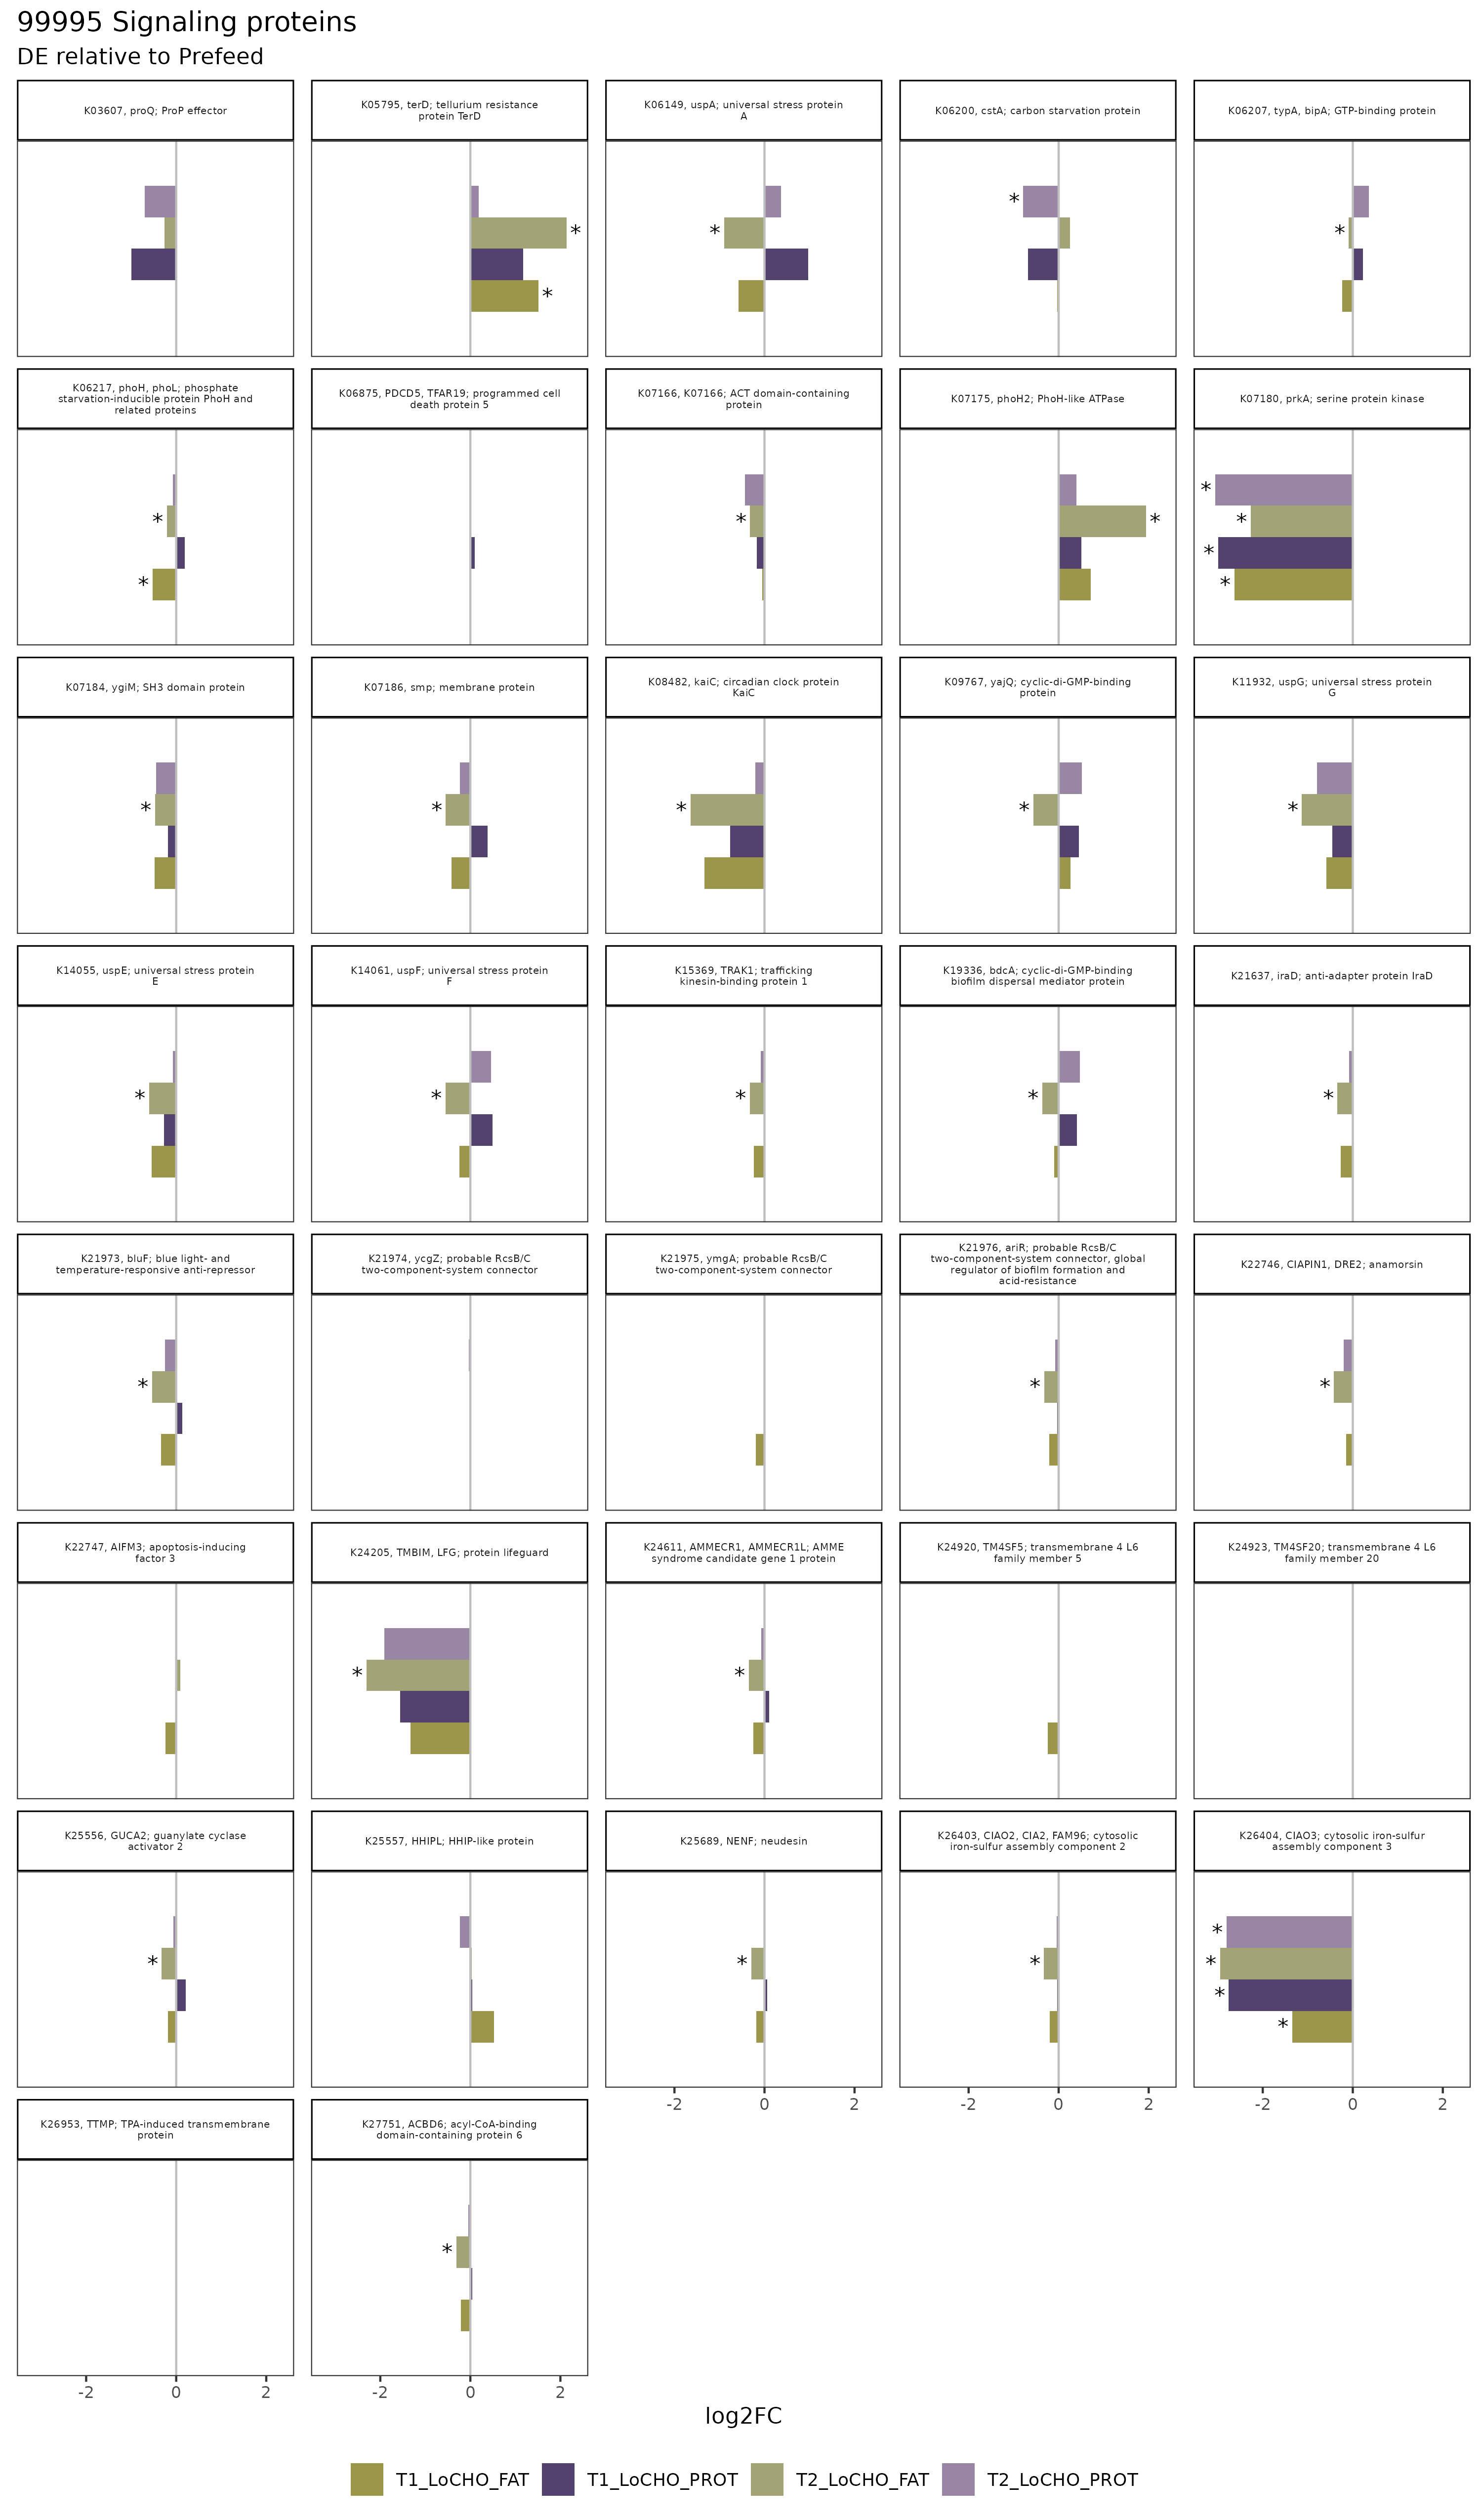 99995 Signaling proteins
DE relative to Prefeed
K03607, proQ; ProP effector
K05795, terD; tellurium resistance
protein TerD
K06149, uspA; universal stress protein
A
K06200, cstA; carbon starvation protein
K06207, typA, bipA; GTP-binding protein
*
*
*
*
*
K06217, phoH, phoL; phosphate
starvation-inducible protein PhoH and
related proteins
K06875, PDCD5, TFAR19; programmed cell
death protein 5
K07166, K07166; ACT domain-containing
protein
K07175, phoH2; PhoH-like ATPase
K07180, prkA; serine protein kinase
*
*
*
*
*
*
*
*
K07184, ygiM; SH3 domain protein
K07186, smp; membrane protein
K08482, kaiC; circadian clock protein
KaiC
K09767, yajQ; cyclic-di-GMP-binding
protein
K11932, uspG; universal stress protein
G
*
*
*
*
*
K14055, uspE; universal stress protein
E
K14061, uspF; universal stress protein
F
K15369, TRAK1; trafficking
kinesin-binding protein 1
K19336, bdcA; cyclic-di-GMP-binding
biofilm dispersal mediator protein
K21637, iraD; anti-adapter protein IraD
*
*
*
*
*
K21973, bluF; blue light- and
temperature-responsive anti-repressor
K21974, ycgZ; probable RcsB/C
two-component-system connector
K21975, ymgA; probable RcsB/C
two-component-system connector
K21976, ariR; probable RcsB/C
two-component-system connector, global
regulator of biofilm formation and
acid-resistance
K22746, CIAPIN1, DRE2; anamorsin
*
*
*
K22747, AIFM3; apoptosis-inducing
factor 3
K24205, TMBIM, LFG; protein lifeguard
K24611, AMMECR1, AMMECR1L; AMME
syndrome candidate gene 1 protein
K24920, TM4SF5; transmembrane 4 L6
family member 5
K24923, TM4SF20; transmembrane 4 L6
family member 20
*
*
K25556, GUCA2; guanylate cyclase
activator 2
K25557, HHIPL; HHIP-like protein
K25689, NENF; neudesin
K26403, CIAO2, CIA2, FAM96; cytosolic
iron-sulfur assembly component 2
K26404, CIAO3; cytosolic iron-sulfur
assembly component 3
*
*
*
*
*
*
*
-2 0 2
-2 0 2
-2 0 2
K26953, TTMP; TPA-induced transmembrane
protein
K27751, ACBD6; acyl-CoA-binding
domain-containing protein 6
*
-2 0 2
-2 0 2
log2FC
T1_LoCHO_FAT
T1_LoCHO_PROT
T2_LoCHO_FAT
T2_LoCHO_PROT